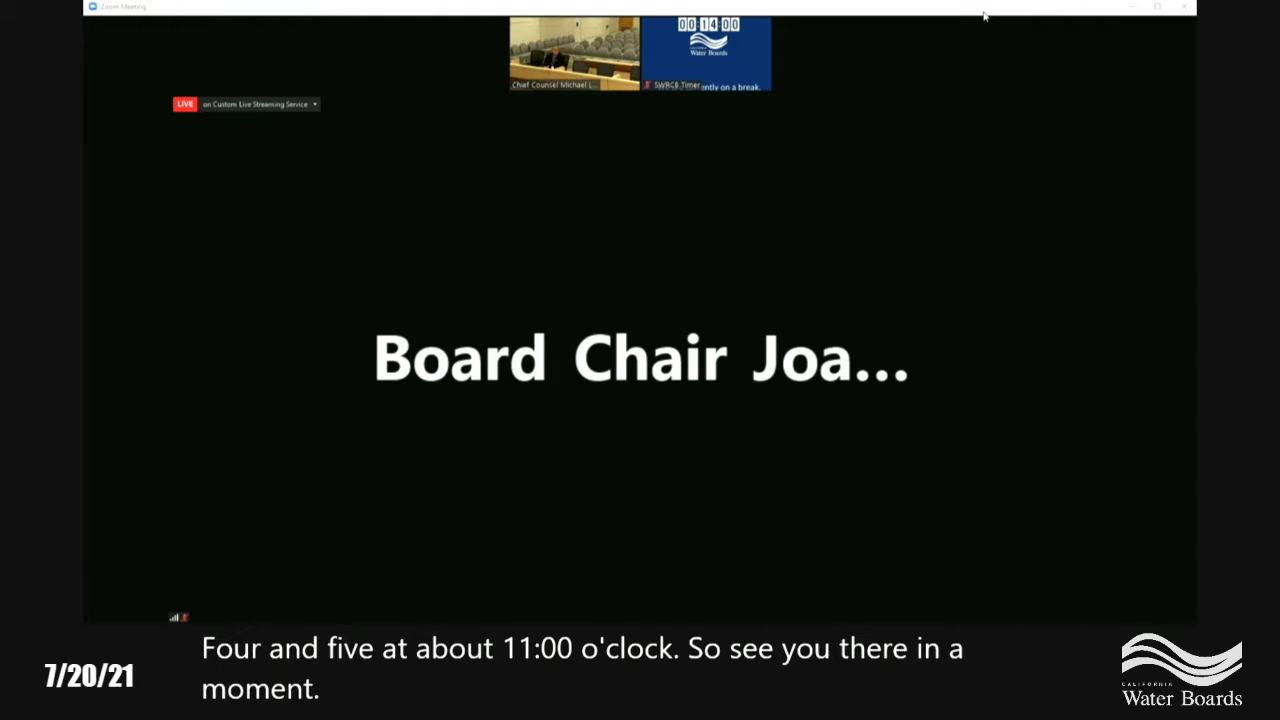 Zoom Meeting
00:14:00
Water Boards
Chief Counsel Michael L...
SWRCB Timer
ently on a break.
LIVE on Custom Live Streaming Service
Board Chair Joa...
Four and five at about 11:00 o'clock. So see you there in a
moment.
7/20/21
CALIFORNIA
Water Boards